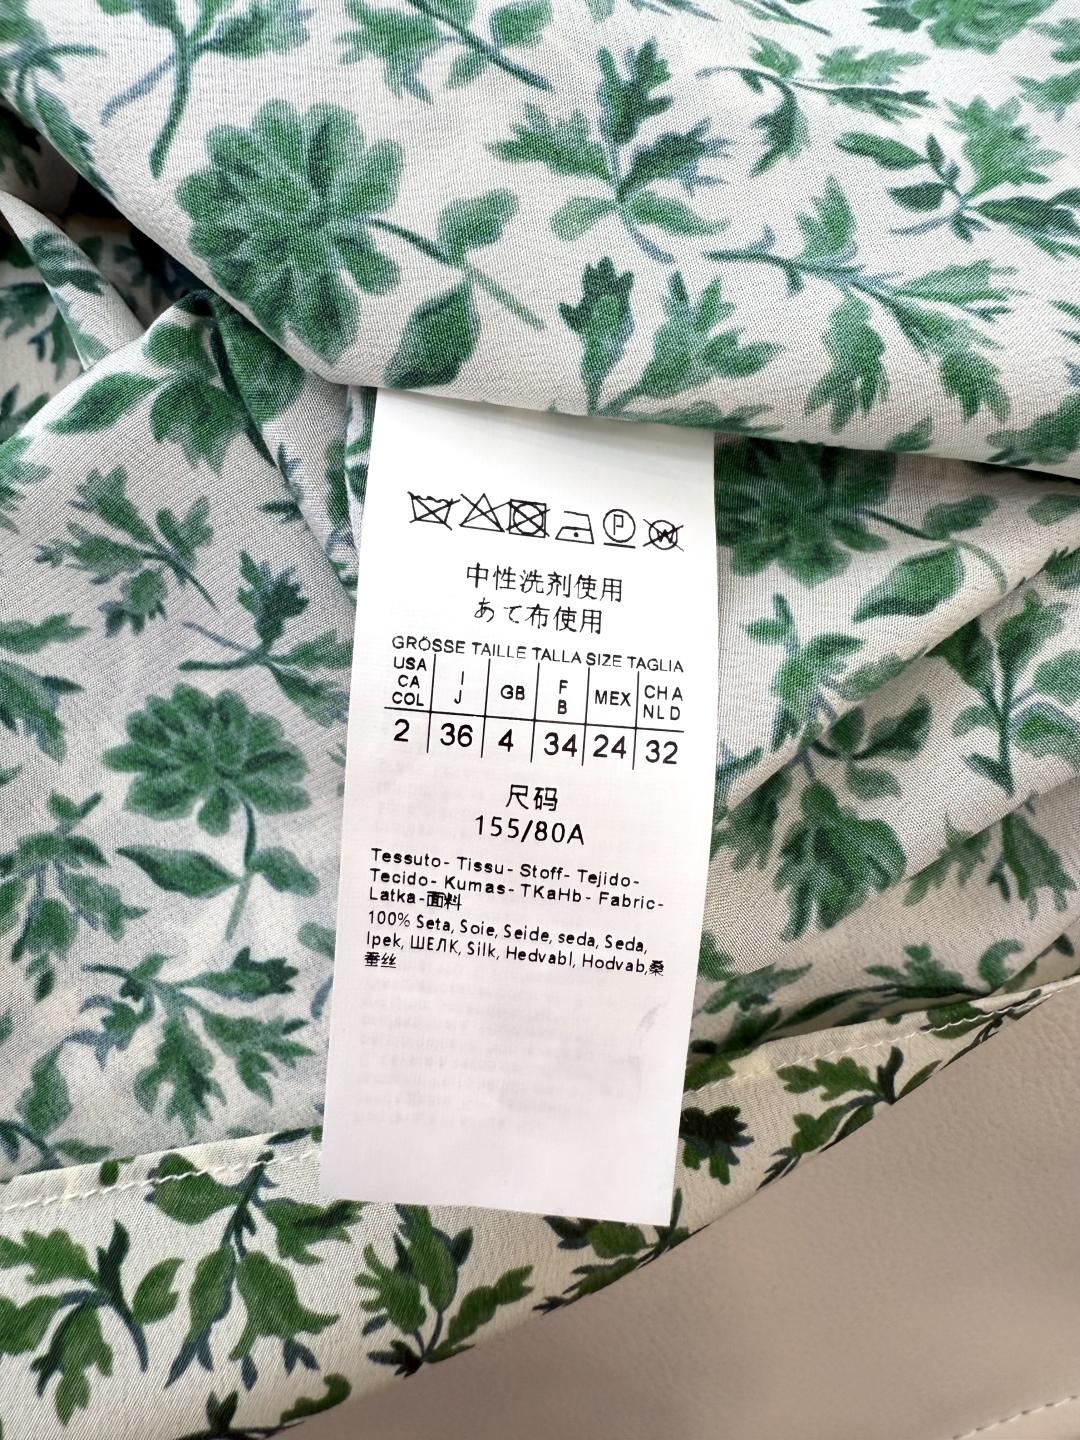 中性洗剂使用
あて布使用
GRÖSSE TAILLE TALLA SIZE TAGLIA
USA CA COL I J GB F B MEX CH A NL D
2 36 4 34 24 32
尺码
155/80A
Tessuto- Tissu- Stoff- Tejido-
Tecido- Kumas- TKaHb- Fabric-
Latka-面料
100% Seta, Soie, Seide, seda, Seda,
Ipek, ШЕЛК, Silk, Hedvabl, Hodvab,桑
蚕丝